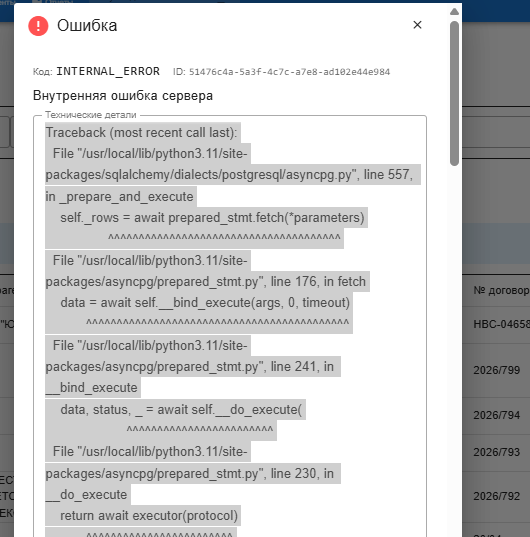 Ошибка
Код: INTERNAL_ERROR ID: 51476c4a-5a3f-4c7c-a7e8-ad102e44e984
Внутренняя ошибка сервера
Технические детали
Traceback (most recent call last):
File "/usr/local/lib/python3.11/site-
packages/sqlalchemy/dialects/postgresql/asyncpg.py", line 557,
in _prepare_and_execute
self._rows = await prepared_stmt.fetch(*parameters)
^^^^^^^^^^^^^^^^^^^^^^^^^^^^^^^^^^^^^^
File "/usr/local/lib/python3.11/site-
packages/asyncpg/prepared_stmt.py", line 176, in fetch
data = await self.__bind_execute(args, 0, timeout)
^^^^^^^^^^^^^^^^^^^^^^^^^^^^^^^^^^^^^^^^^^^
File "/usr/local/lib/python3.11/site-
packages/asyncpg/prepared_stmt.py", line 241, in
__bind_execute
data, status, _ = await self.__do_execute(
^^^^^^^^^^^^^^^^^^^^^^^^
File "/usr/local/lib/python3.11/site-
packages/asyncpg/prepared_stmt.py", line 230, in
__do_execute
return await executor(protocol)
^^^^^^^^^^^^^^^^^^^^^^^^
№ договор
НВС-04658
2026/799
2026/794
2026/793
2026/792